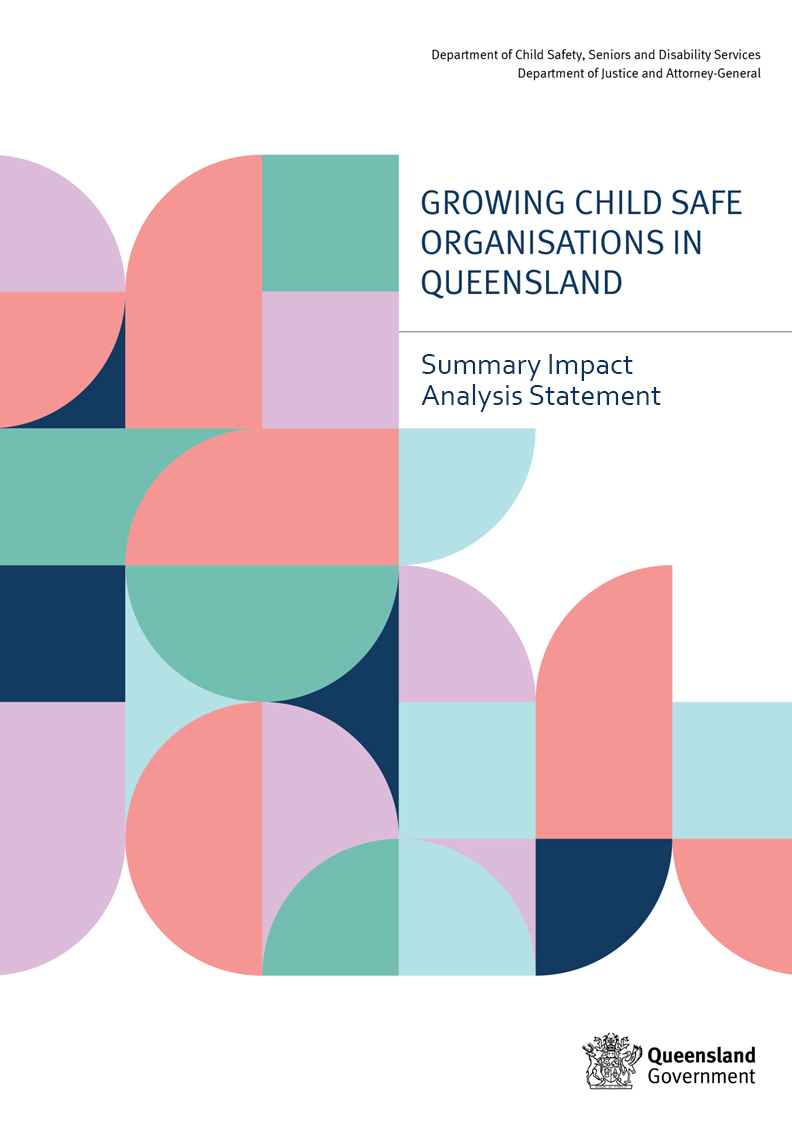 Department of Child Safety, Seniors and Disability Services
Department of Justice and Attorney-General
GROWING CHILD SAFE
ORGANISATIONS IN
QUEENSLAND
Summary Impact
Analysis Statement
Queensland
Government